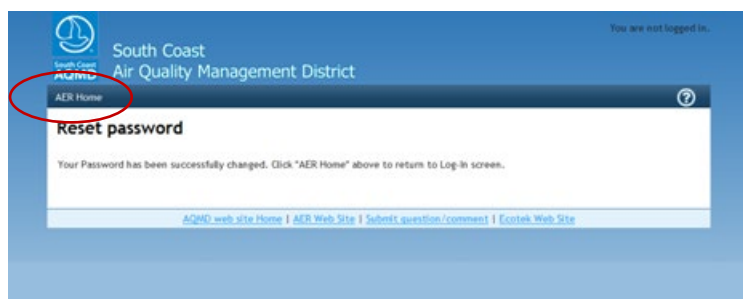 You are not logged in.
South Coast
AQMD
South Coast
Air Quality Management District
AER Home
?
Reset password
Your Password has been successfully changed. Click "AER Home" above to return to Log-In screen.
AQMD web site Home | AER Web Site | Submit question/comment | Ecotek Web Site